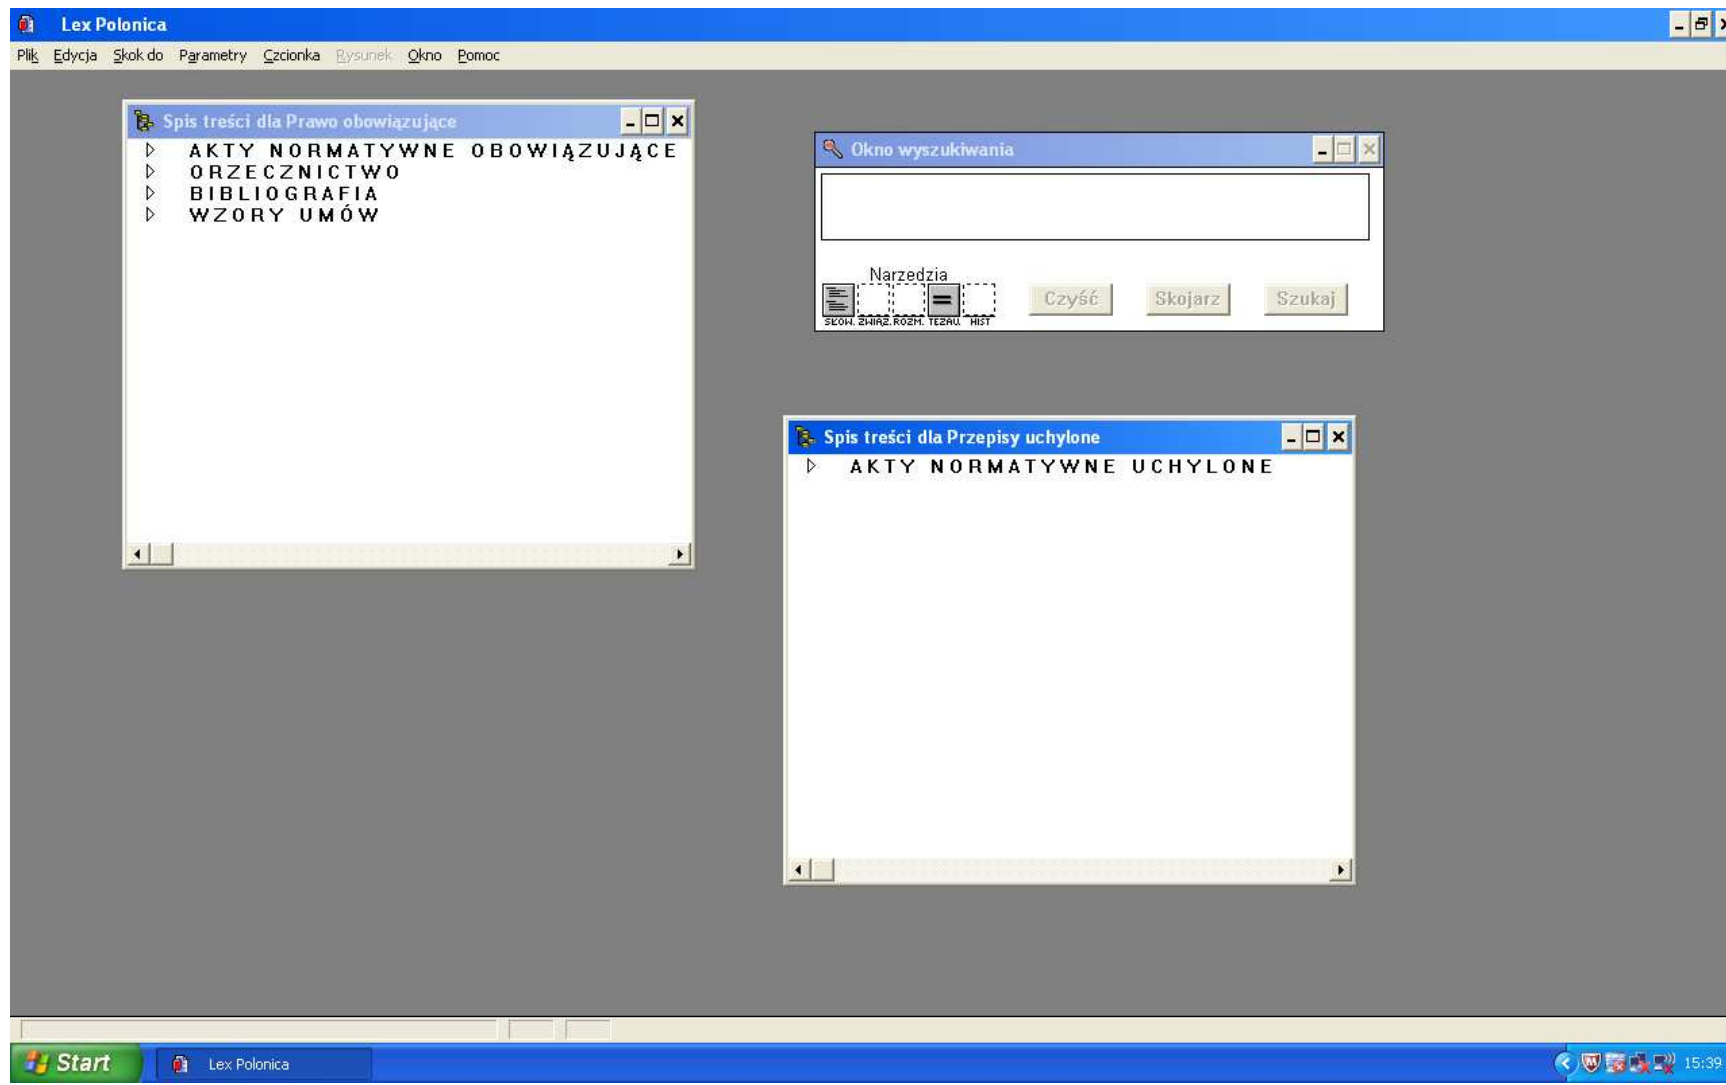 Lex Polonica
Plik Edycja Skok do Parametry Czcionka Rysunek Okno Pomoc
Spis treści dla Prawo obowiązujące
AKTY NORMATYWNE OBOWIĄZUJĄCE
ORZECZNICTWO
BIBLIOGRAFIA
WZORY UMÓW
Okno wyszukiwania
Narzedzia
SŁOW. ZWIĄZ. ROZM. TEZAU. HIST
Czyść Skojarz Szukaj
Spis treści dla Przepisy uchylone
AKTY NORMATYWNE UCHYLONE
Start Lex Polonica 15:39